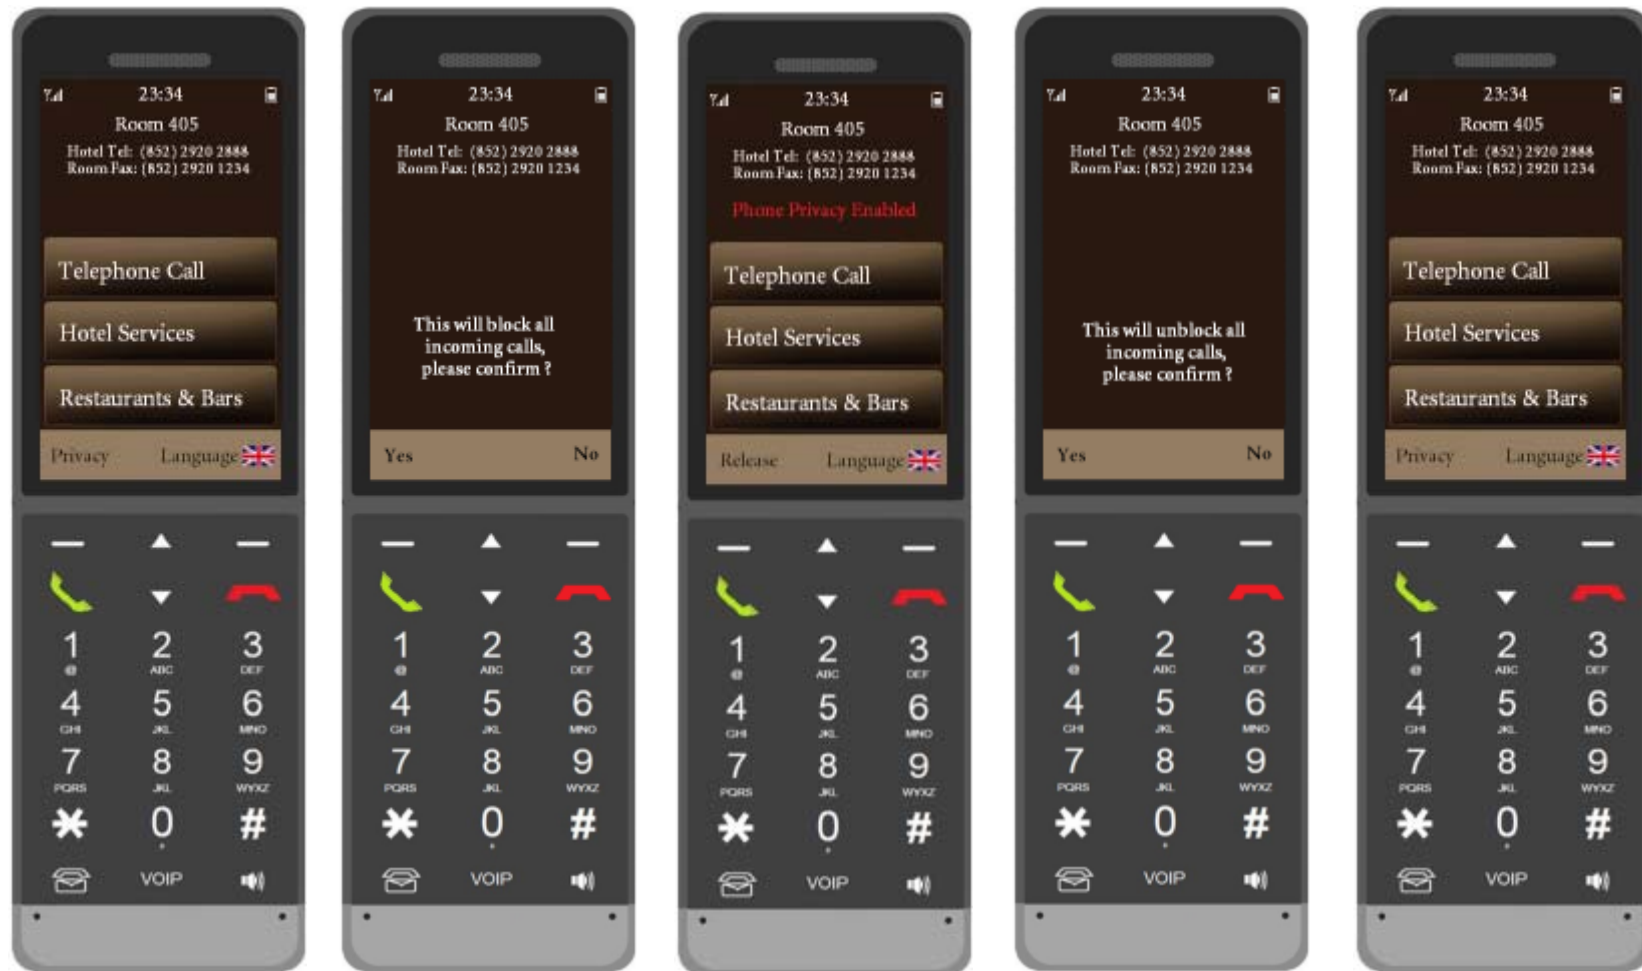 23:34
Room 405
Hotel Tel: (852) 2920 2888
Room Fax: (852) 2920 1234
Telephone Call
Hotel Services
Restaurants & Bars
Privacy Language
1 2 3
@ ABC DEF
4 5 6
GHI JKL MNO
7 8 9
PQRS JKL WYXZ
* 0 #
VOIP
23:34
Room 405
Hotel Tel: (852) 2920 2888
Room Fax: (852) 2920 1234
This will block all
incoming calls,
please confirm ?
Yes No
1 2 3
@ ABC DEF
4 5 6
GHI JKL MNO
7 8 9
PQRS JKL WYXZ
* 0 #
VOIP
23:34
Room 405
Hotel Tel: (852) 2920 2888
Room Fax: (852) 2920 1234
Phone Privacy Enabled
Telephone Call
Hotel Services
Restaurants & Bars
Release Language
1 2 3
@ ABC DEF
4 5 6
GHI JKL MNO
7 8 9
PQRS JKL WYXZ
* 0 #
VOIP
23:34
Room 405
Hotel Tel: (852) 2920 2888
Room Fax: (852) 2920 1234
This will unblock all
incoming calls,
please confirm ?
Yes No
1 2 3
@ ABC DEF
4 5 6
GHI JKL MNO
7 8 9
PQRS JKL WYXZ
* 0 #
VOIP
23:34
Room 405
Hotel Tel: (852) 2920 2888
Room Fax: (852) 2920 1234
Telephone Call
Hotel Services
Restaurants & Bars
Privacy Language
1 2 3
@ ABC DEF
4 5 6
GHI JKL MNO
7 8 9
PQRS JKL WYXZ
* 0 #
VOIP